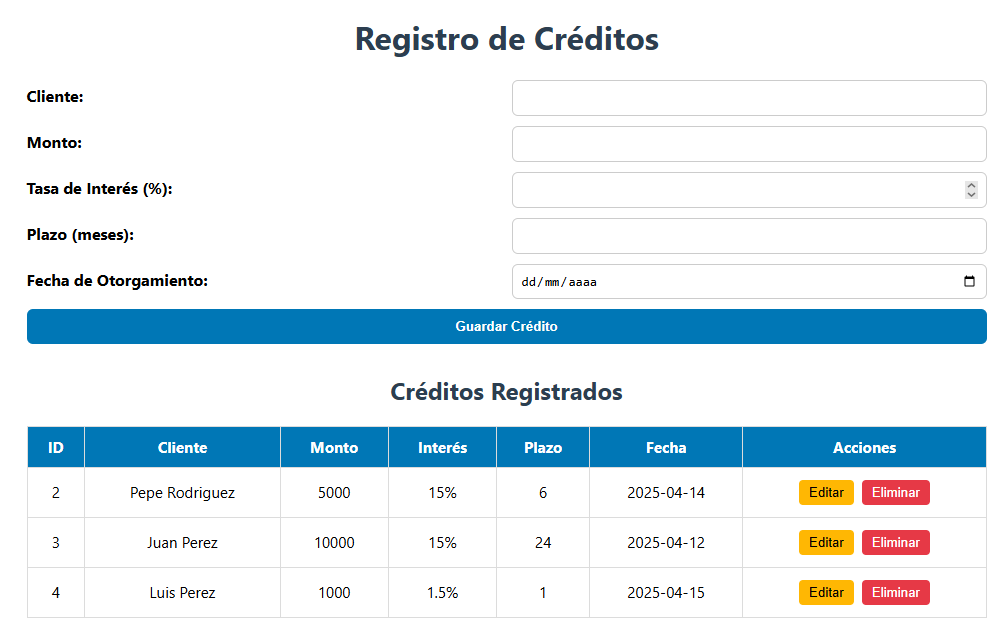 Registro de Créditos
Cliente:
Monto:
Tasa de Interés (%):
Plazo (meses):
Fecha de Otorgamiento: dd/mm/aaaa
Guardar Crédito
Créditos Registrados
ID Cliente Monto Interés Plazo Fecha Acciones
2 Pepe Rodriguez 5000 15% 6 2025-04-14 Editar Eliminar
3 Juan Perez 10000 15% 24 2025-04-12 Editar Eliminar
4 Luis Perez 1000 1.5% 1 2025-04-15 Editar Eliminar